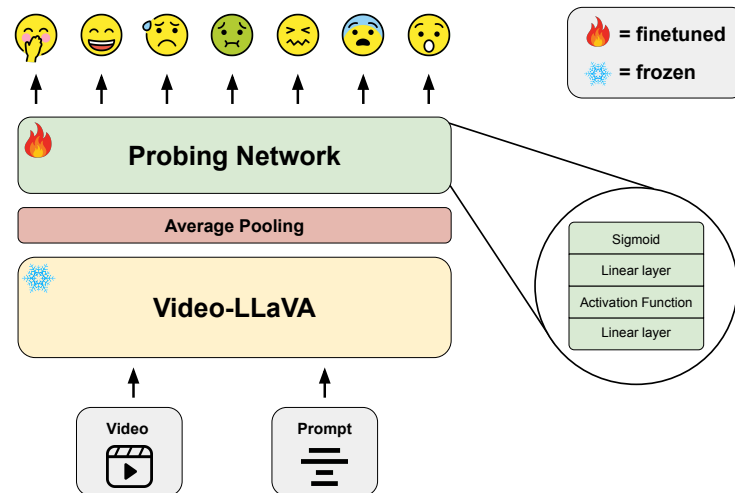 = finetuned
= frozen
Probing Network
Average Pooling
Video-LLaVA
Video
Prompt
Sigmoid
Linear layer
Activation Function
Linear layer